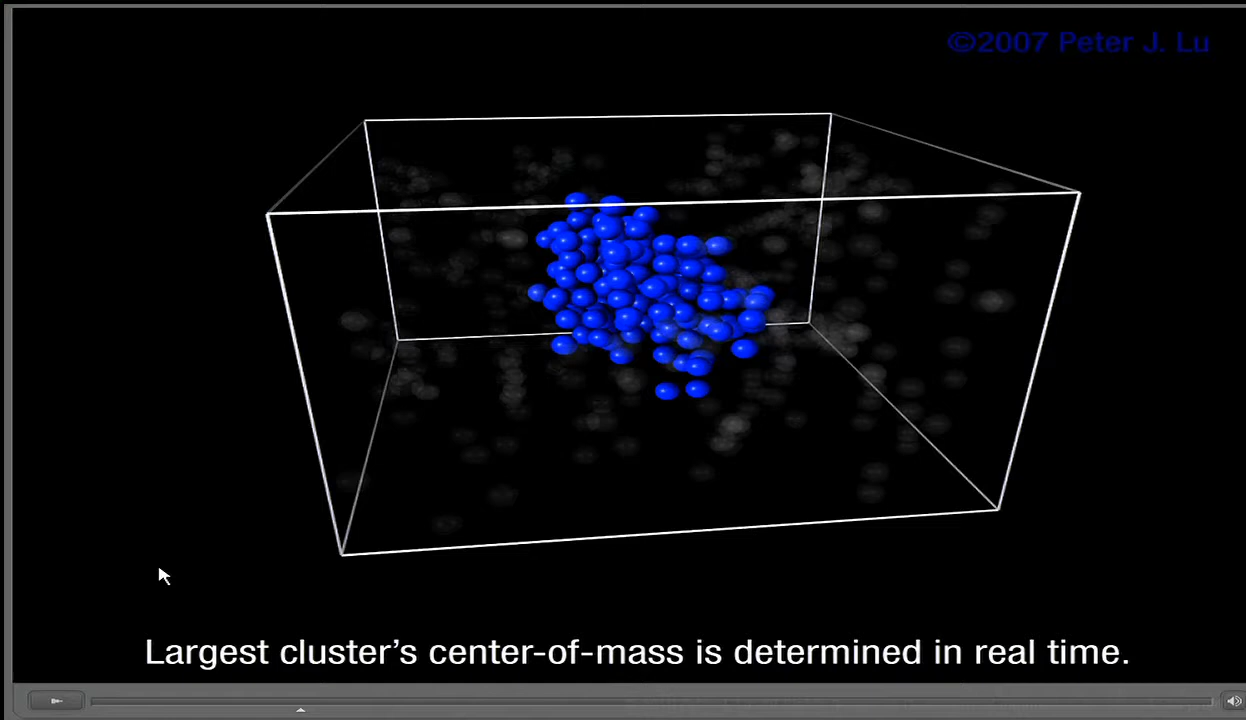 ©2007 Peter J. Lu
Largest cluster's center-of-mass is determined in real time.